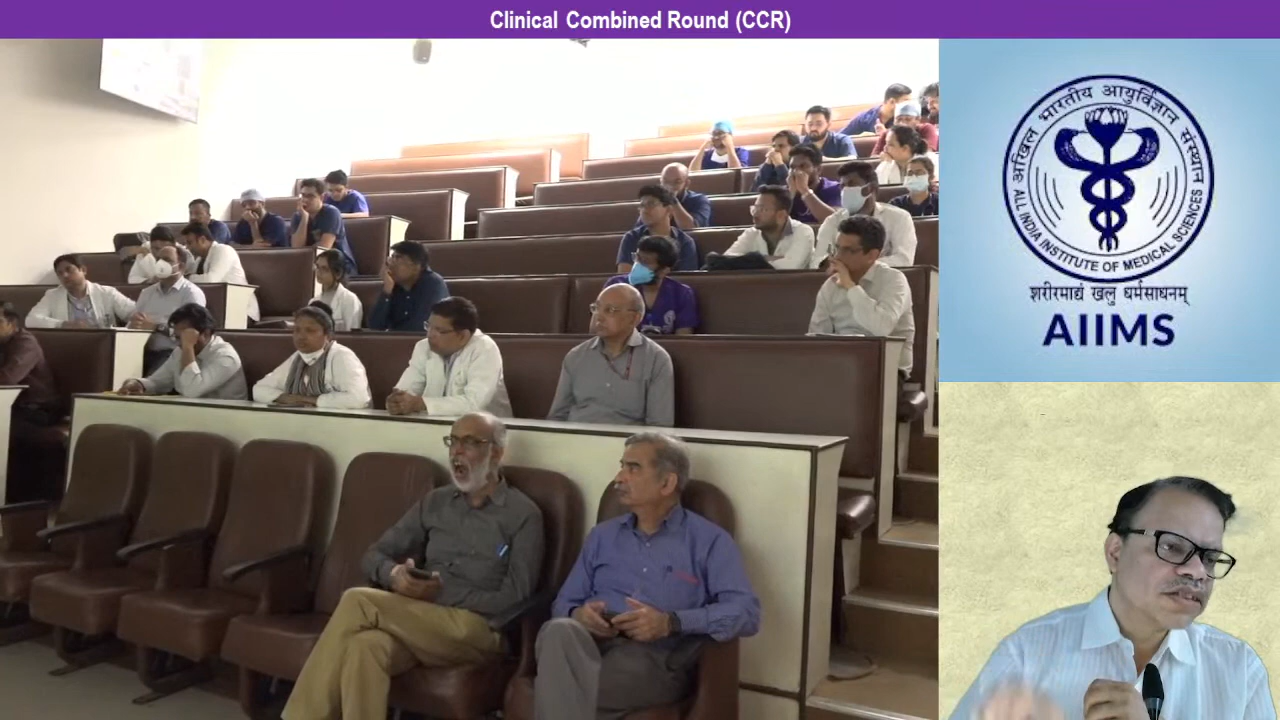 Clinical Combined Round (CCR)
अखिल भारतीय आयुर्विज्ञान संस्थान
ALL INDIA INSTITUTE OF MEDICAL SCIENCES
शरीरमाद्यं खलु धर्मसाधनम्
AIIMS